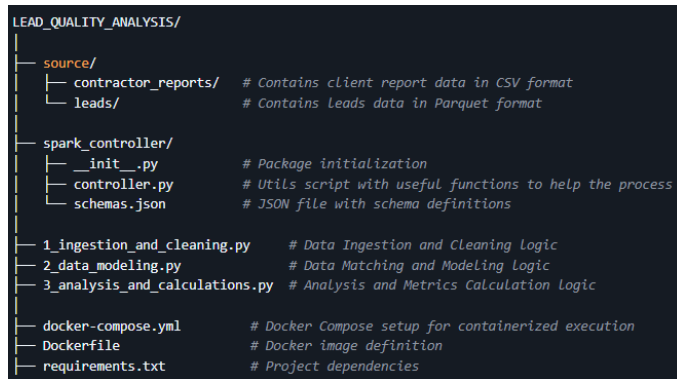 LEAD_QUALITY_ANALYSIS/
│
├── source/
│   ├── contractor_reports/   # Contains client report data in CSV format
│   └── leads/                # Contains Leads data in Parquet format
│
├── spark_controller/
│   ├── __init__.py           # Package initialization
│   ├── controller.py         # Utils script with useful functions to help the process
│   └── schemas.json          # JSON file with schema definitions
│
├── 1_ingestion_and_cleaning.py     # Data Ingestion and Cleaning logic
├── 2_data_modeling.py              # Data Matching and Modeling logic
├── 3_analysis_and_calculations.py  # Analysis and Metrics Calculation logic
│
├── docker-compose.yml         # Docker Compose setup for containerized execution
├── Dockerfile                 # Docker image definition
├── requirements.txt           # Project dependencies